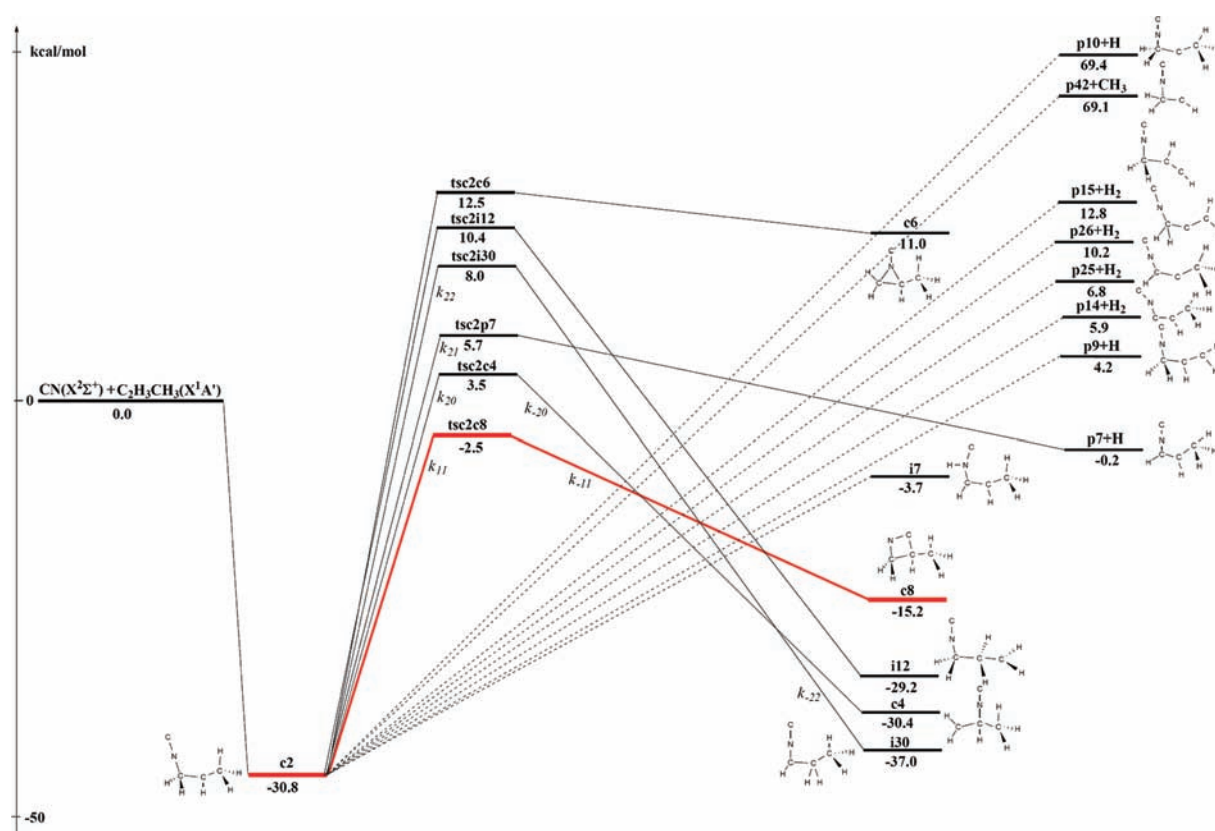 kcal/mol
p10+H
69.4
p42+CH₃
69.1
tsc2c6
12.5
tsc2i12
10.4
tsc2i30
8.0
k₂₂
tsc2p7
5.7
k₂₁
tsc2c4
3.5
k₂₀
k₋₂₀
tsc2c8
-2.5
k₁₁
k₋₁₁
c6
11.0
p15+H₂
12.8
p26+H₂
10.2
p25+H₂
6.8
p14+H₂
5.9
p9+H
4.2
0
CN(X²Σ⁺) +C₂H₃CH₃(X¹A')
0.0
p7+H
-0.2
i7
-3.7
c8
-15.2
i12
-29.2
k₋₂₂
c4
-30.4
i30
-37.0
c2
-30.8
-50